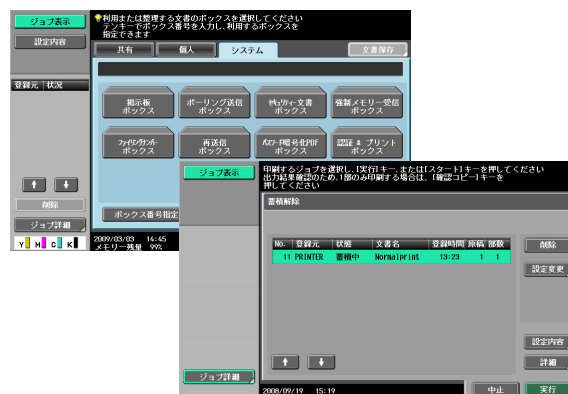 ジョブ表示
設定内容
登録元 状況
削除
ジョブ詳細
Y M C K
利用または整理する文書のボックスを選択してください
テンキーでボックス番号を入力し、利用するボックスを
指定できます
共有 個人 システム 文書保存
掲示板
ボックス
ポーリング送信
ボックス
セキュリティー文書
ボックス
強制メモリー受信
ボックス
ファイリングナンバー
ボックス
再送信
ボックス
パスワード暗号化PDF
ボックス
認証 & プリント
ボックス
ボックス番号指定
2009/03/03 14:45
メモリー残量 99%
ジョブ表示
ジョブ詳細
印刷するジョブを選択し、[実行]キー、または[スタート]キーを押してください
出力結果確認のため、1部のみ印刷する場合は、[確認コピー]キーを
押してください
蓄積解除
No. 登録元 状態 文書名 登録時間 原稿 部数
11 PRINTER 蓄積中 Normalprint 13:23 1 1
削除
設定変更
設定内容
詳細
2008/09/19 15:19
中止 実行